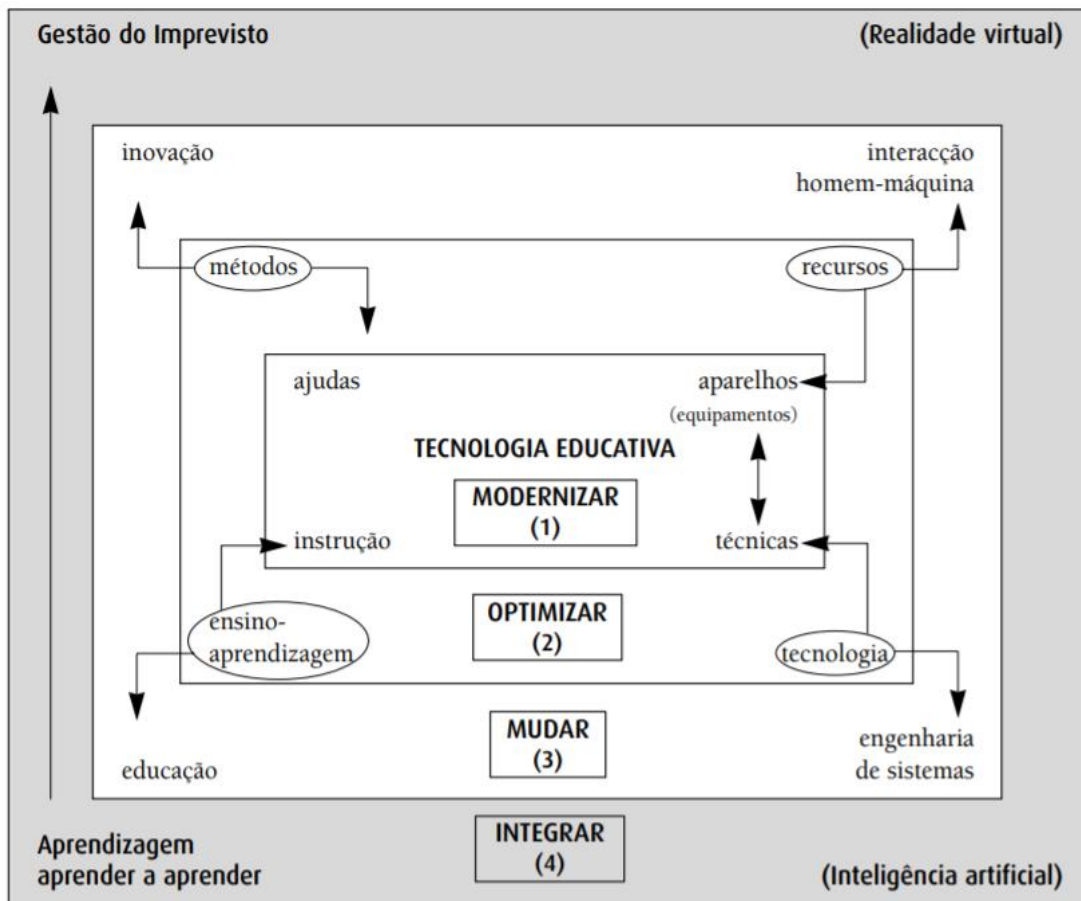 Gestão do Imprevisto
(Realidade virtual)
inovação
interacção
homem-máquina
métodos
recursos
ajudas
aparelhos
(equipamentos)
TECNOLOGIA EDUCATIVA
MODERNIZAR
(1)
instrução
técnicas
ensino-
aprendizagem
OPTIMIZAR
(2)
tecnologia
MUDAR
(3)
educação
engenharia
de sistemas
INTEGRAR
(4)
Aprendizagem
aprender a aprender
(Inteligência artificial)